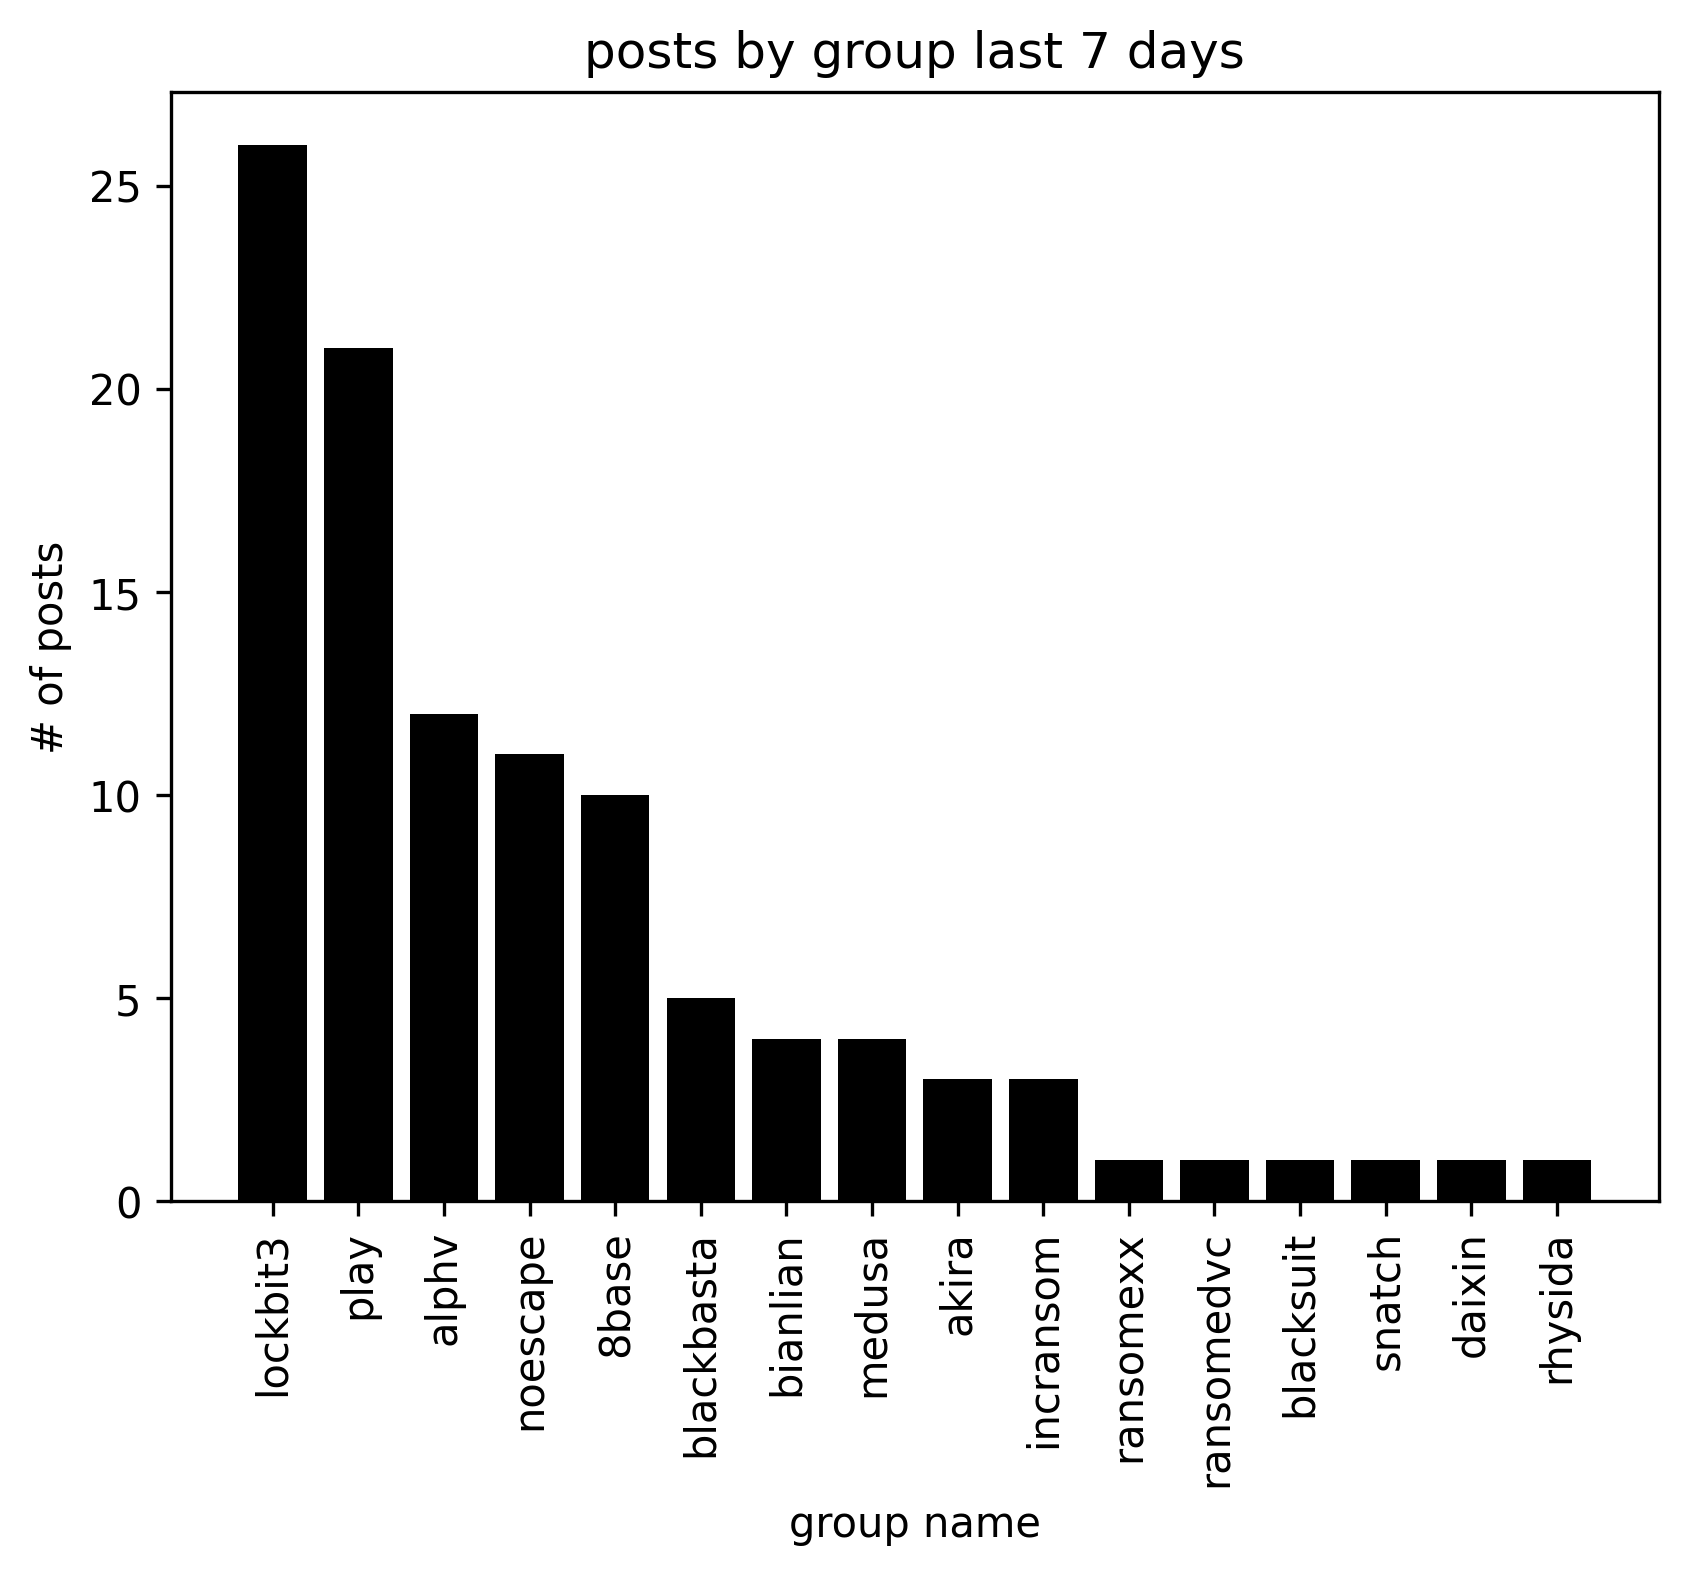 posts by group last 7 days
25
20
15
10
5
0
# of posts
lockbit3
play
alphv
noescape
8base
blackbasta
bianlian
medusa
akira
incransom
ransomexx
ransomedvc
blacksuit
snatch
daixin
rhysida
group name